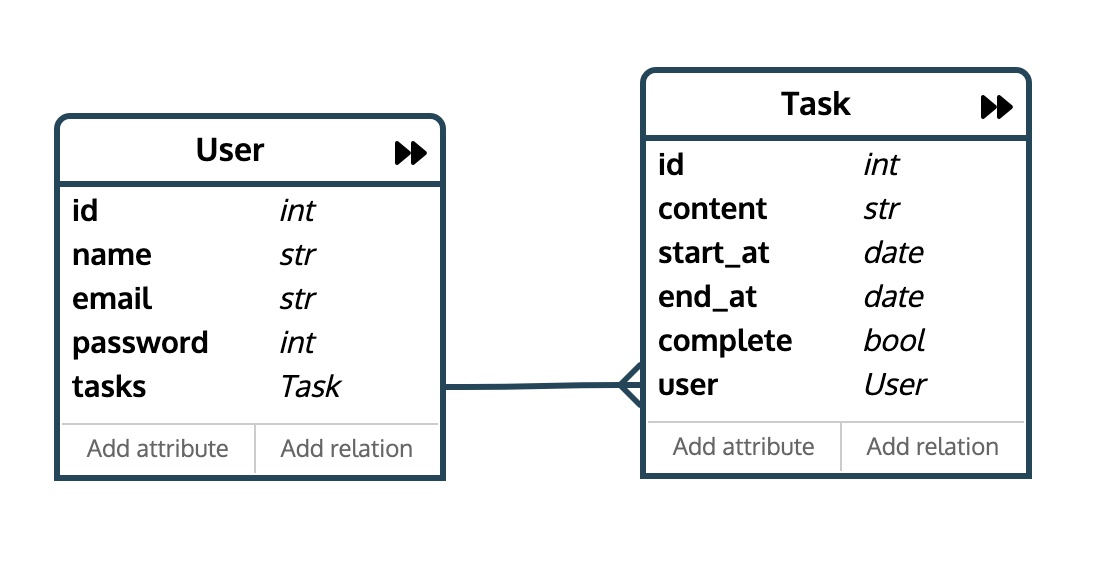 User
id int
name str
email str
password int
tasks Task
Add attribute Add relation
Task
id int
content str
start_at date
end_at date
complete bool
user User
Add attribute Add relation